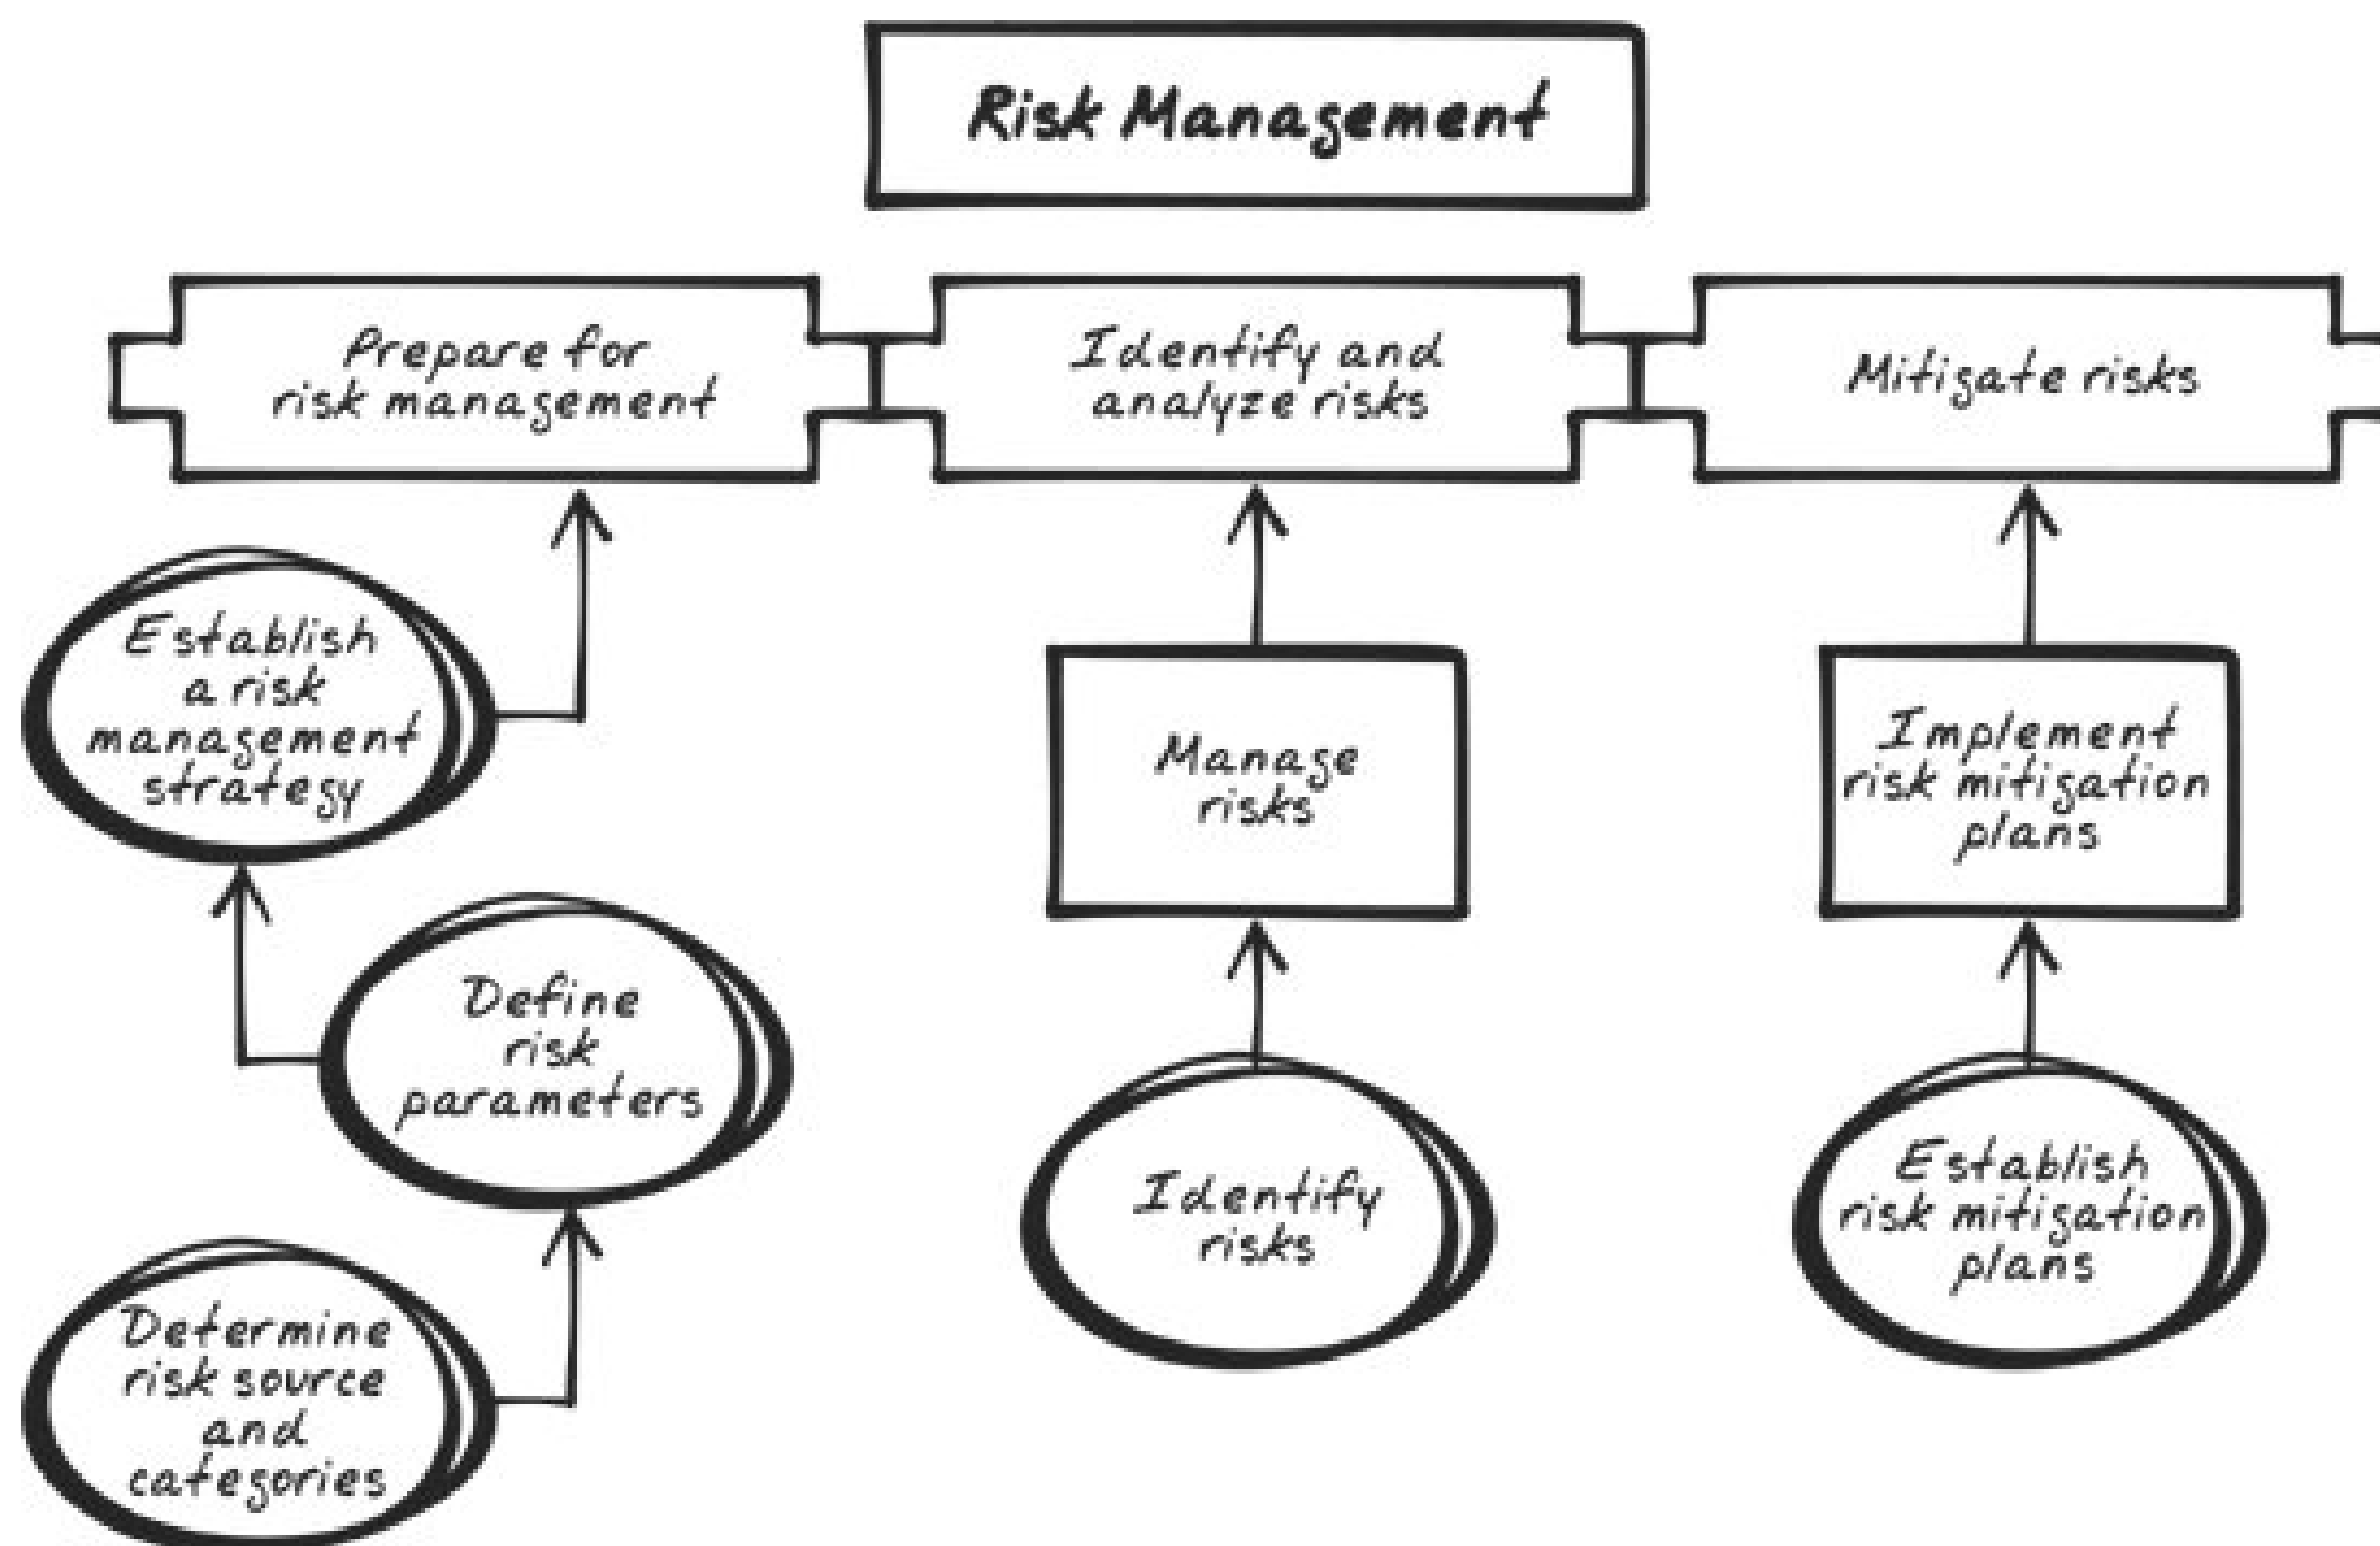 Risk Management
Prepare for
risk management
Identify and
analyze risks
Mitigate risks
Establish
a risk
management
strategy
Define
risk
parameters
Determine
risk source
and
categories
Manage
risks
Identify
risks
Implement
risk mitigation
plans
Establish
risk mitigation
plans